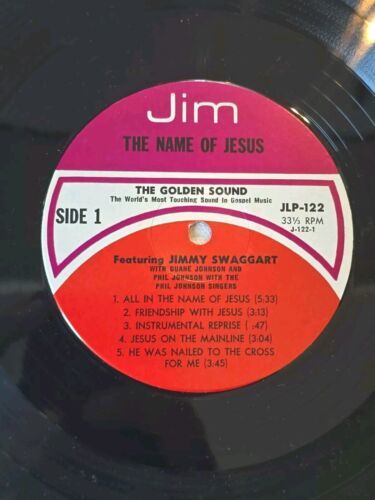 Jim
THE NAME OF JESUS
THE GOLDEN SOUND
The World's Most Touching Sound In Gospel Music
SIDE 1
JLP-122
33⅓ RPM
J-122-1
Featuring JIMMY SWAGGART
WITH DUANE JOHNSON AND
PHIL JOHNSON WITH THE
PHIL JOHNSON SINGERS
1. ALL IN THE NAME OF JESUS (5:33)
2. FRIENDSHIP WITH JESUS (3:13)
3. INSTRUMENTAL REPRISE ( .47)
4. JESUS ON THE MAINLINE (3:04)
5. HE WAS NAILED TO THE CROSS
FOR ME (3:45)